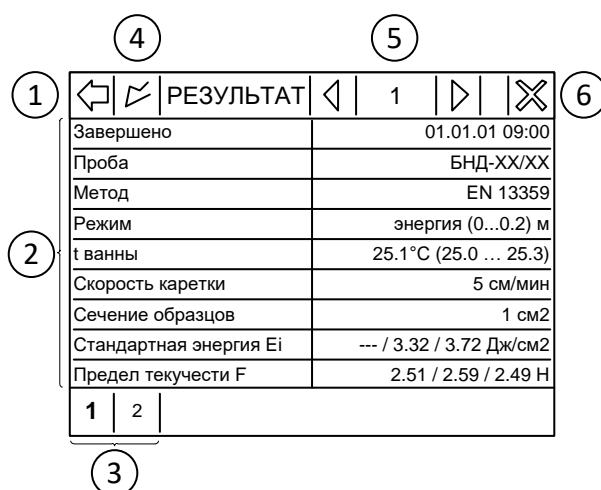 4 5
1 РЕЗУЛЬТАТ 1 6
Завершено 01.01.01 09:00
Проба БНД-XX/XX
Метод EN 13359
Режим энергия (0...0.2) м
2 t ванны 25.1°C (25.0 ... 25.3)
Скорость каретки 5 см/мин
Сечение образцов 1 см2
Стандартная энергия Ei --- / 3.32 / 3.72 Дж/см2
Предел текучести F 2.51 / 2.59 / 2.49 Н
1 2
3